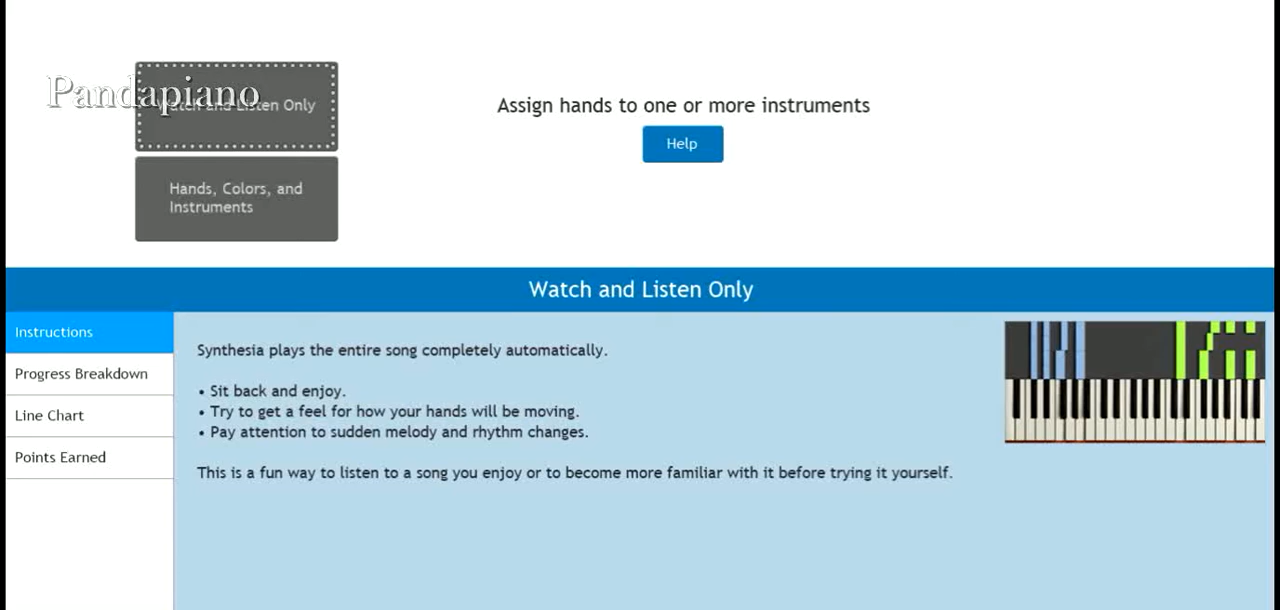 Pandapiano
Watch and Listen Only
Assign hands to one or more instruments
Help
Hands, Colors, and
Instruments
Watch and Listen Only
Instructions
Progress Breakdown
Line Chart
Points Earned
Synthesia plays the entire song completely automatically.
• Sit back and enjoy.
• Try to get a feel for how your hands will be moving.
• Pay attention to sudden melody and rhythm changes.
This is a fun way to listen to a song you enjoy or to become more familiar with it before trying it yourself.